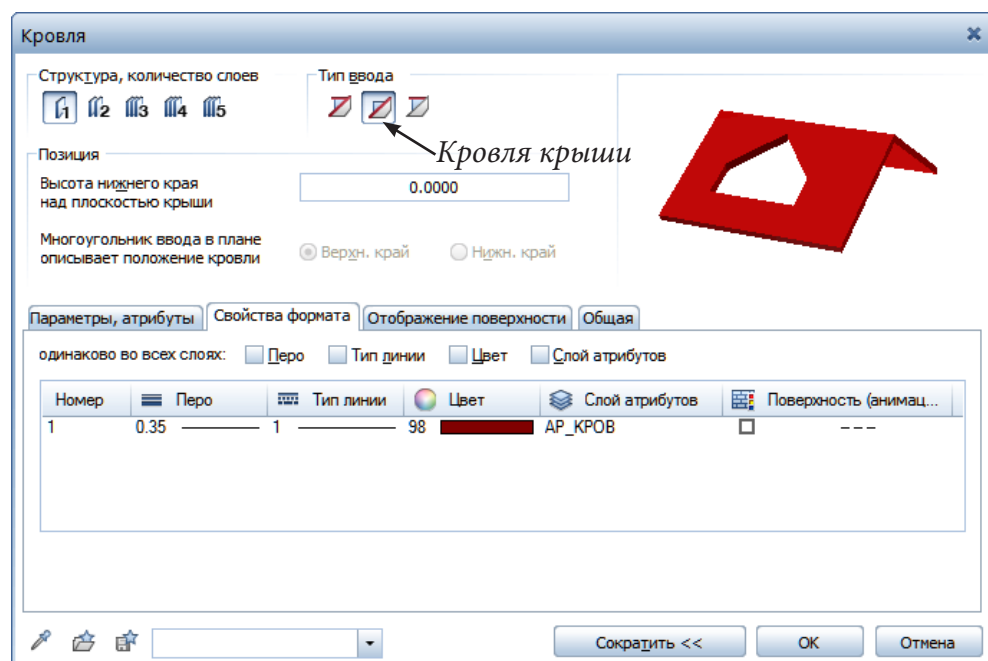 Кровля
Структура, количество слоев
Тип ввода
1 2 3 4 5
Кровля крыши
Позиция
Высота нижнего края
над плоскостью крыши
0.0000
Многоугольник ввода в плане
описывает положение кровли
Верхн. край
Нижн. край
Параметры, атрибуты
Свойства формата
Отображение поверхности
Общая
одинаково во всех слоях:
Перо
Тип линии
Цвет
Слой атрибутов
Номер
Перо
Тип линии
Цвет
Слой атрибутов
Поверхность (анимац...
1
0.35
1
98
АР_КРОВ
---
Сократить <<
OK
Отмена